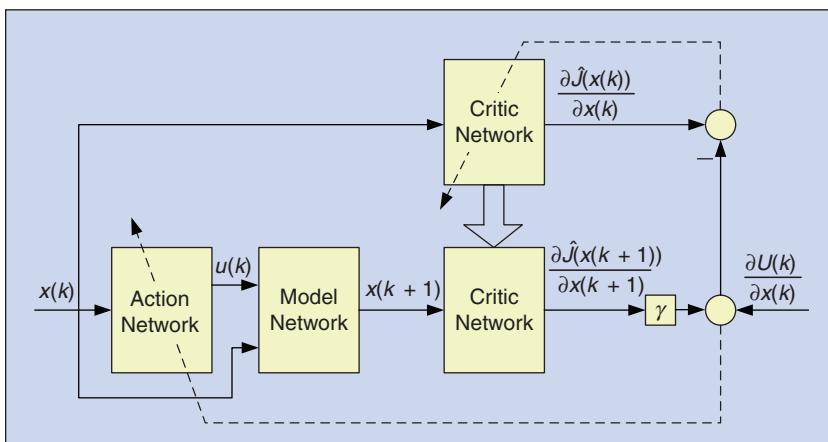 Critic
Network
∂Ĵ(x(k))
∂x(k)
−
x(k)
Action
Network
u(k)
Model
Network
x(k + 1)
Critic
Network
∂Ĵ(x(k + 1))
∂x(k + 1)
γ
∂U(k)
∂x(k)